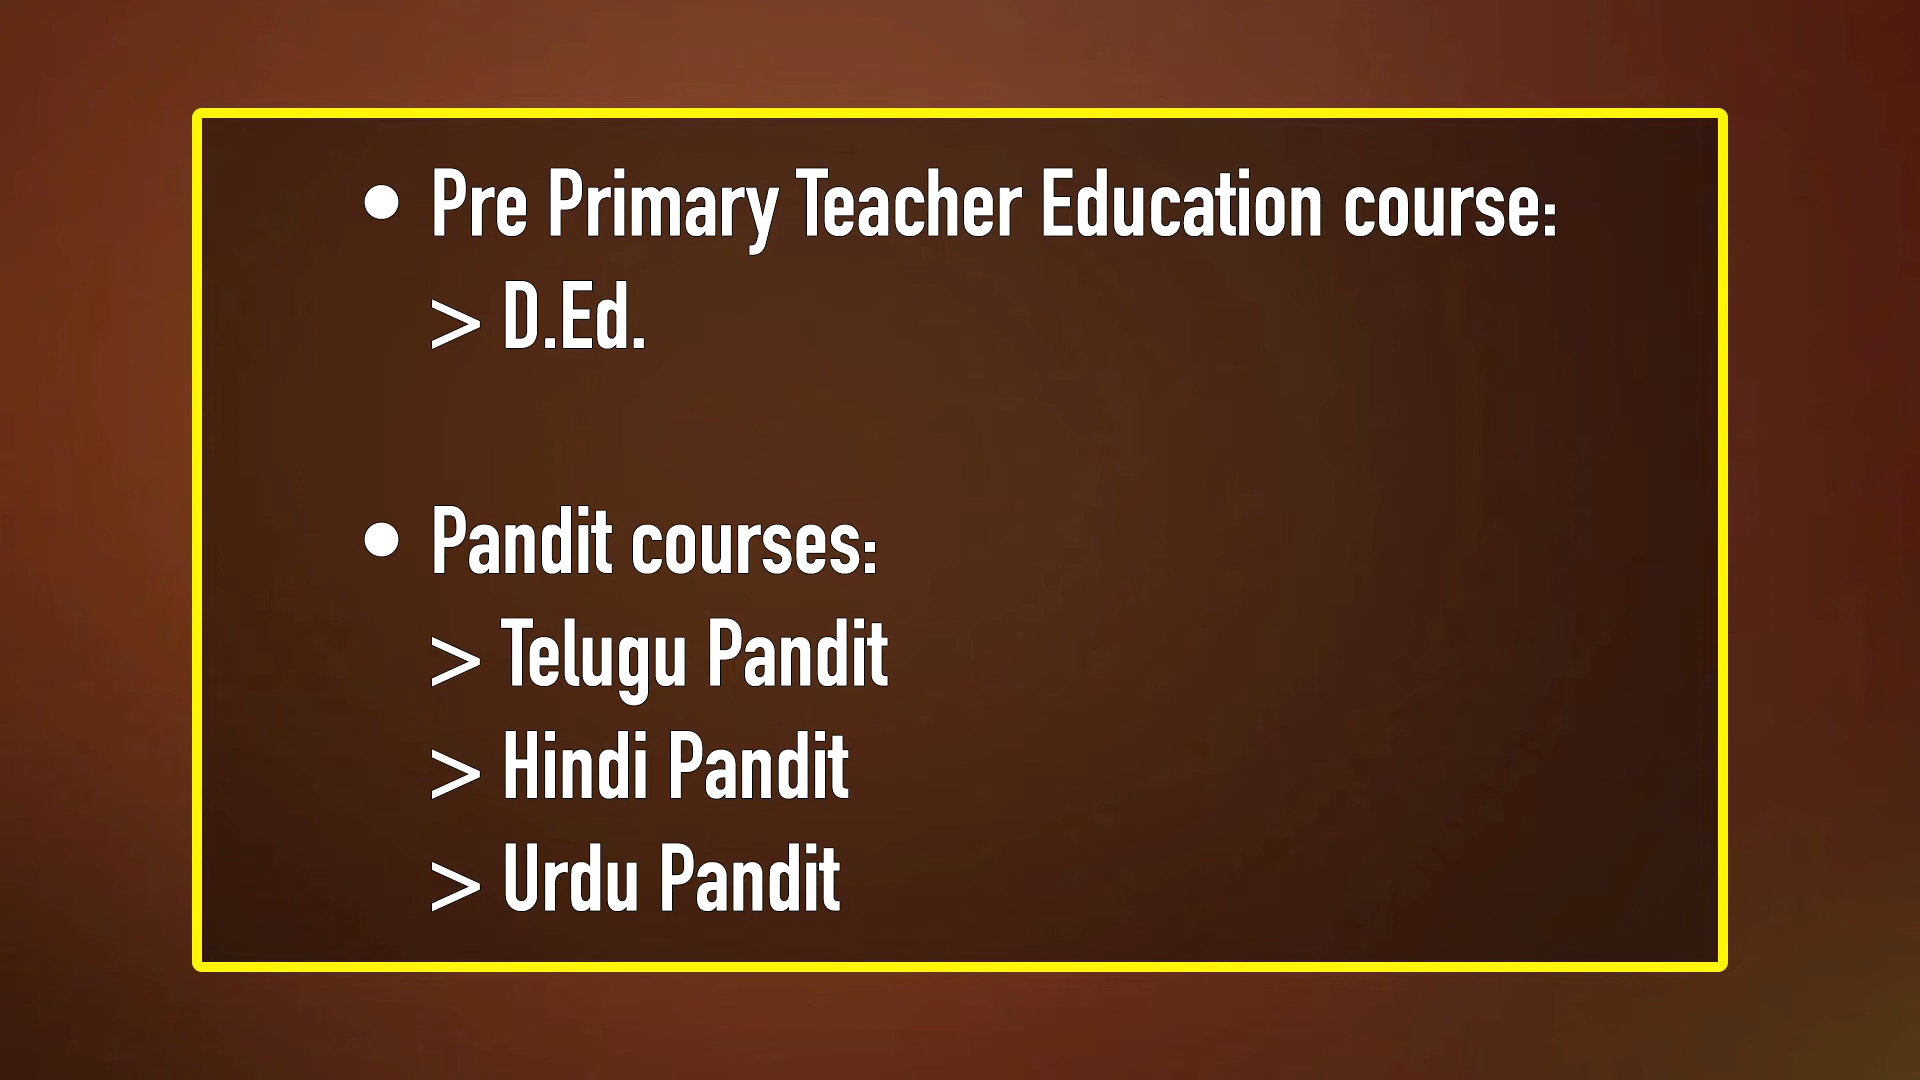 • Pre Primary Teacher Education course:
> D.Ed.
• Pandit courses:
> Telugu Pandit
> Hindi Pandit
> Urdu Pandit